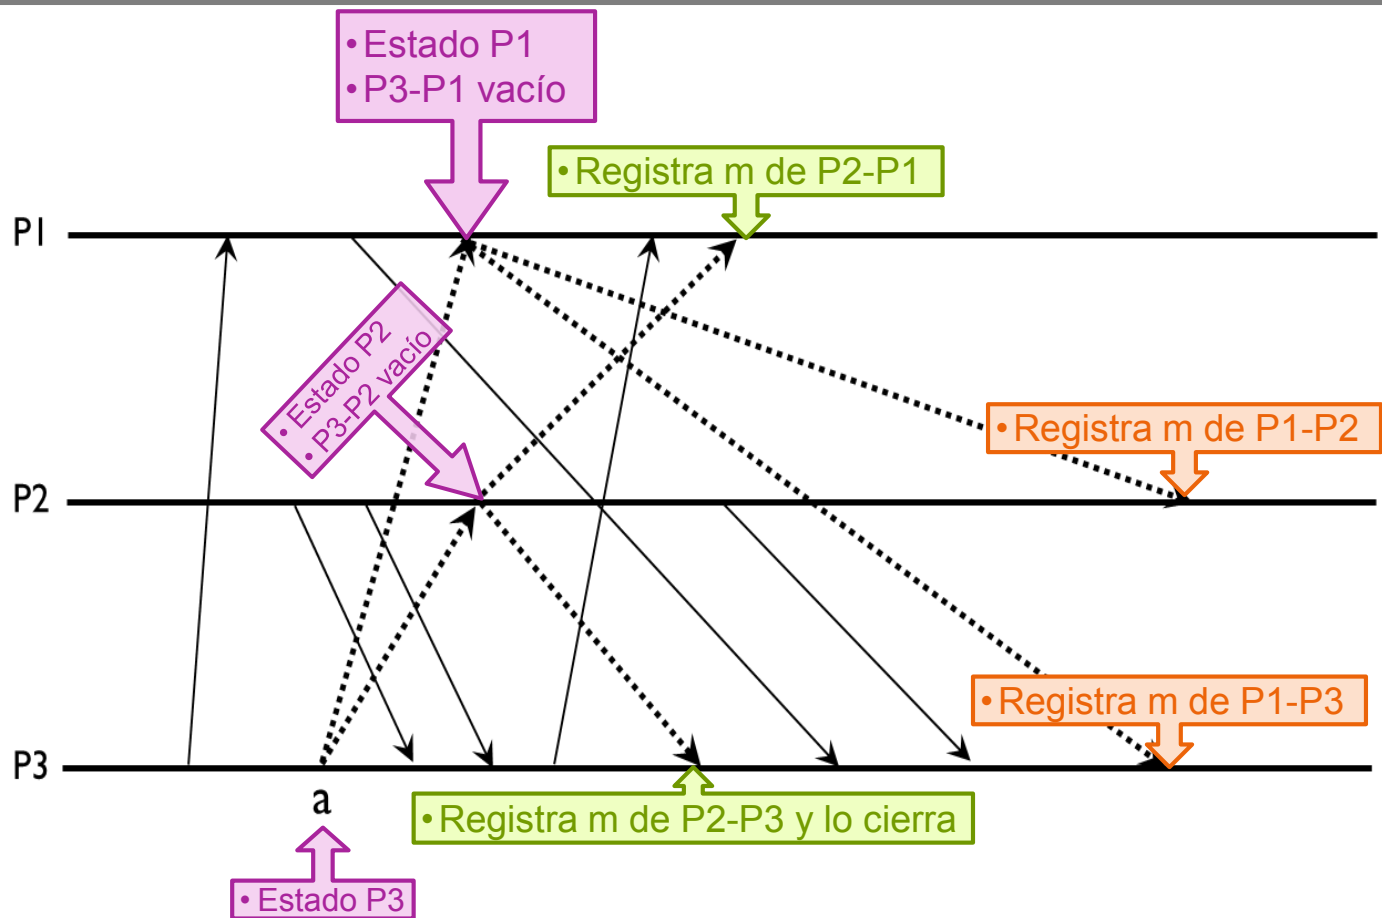 • Estado P1
• P3-P1 vacío
• Registra m de P2-P1
P1
• Estado P2
• P3-P2 vacío
• Registra m de P1-P2
P2
• Registra m de P1-P3
P3
a
• Registra m de P2-P3 y lo cierra
• Estado P3